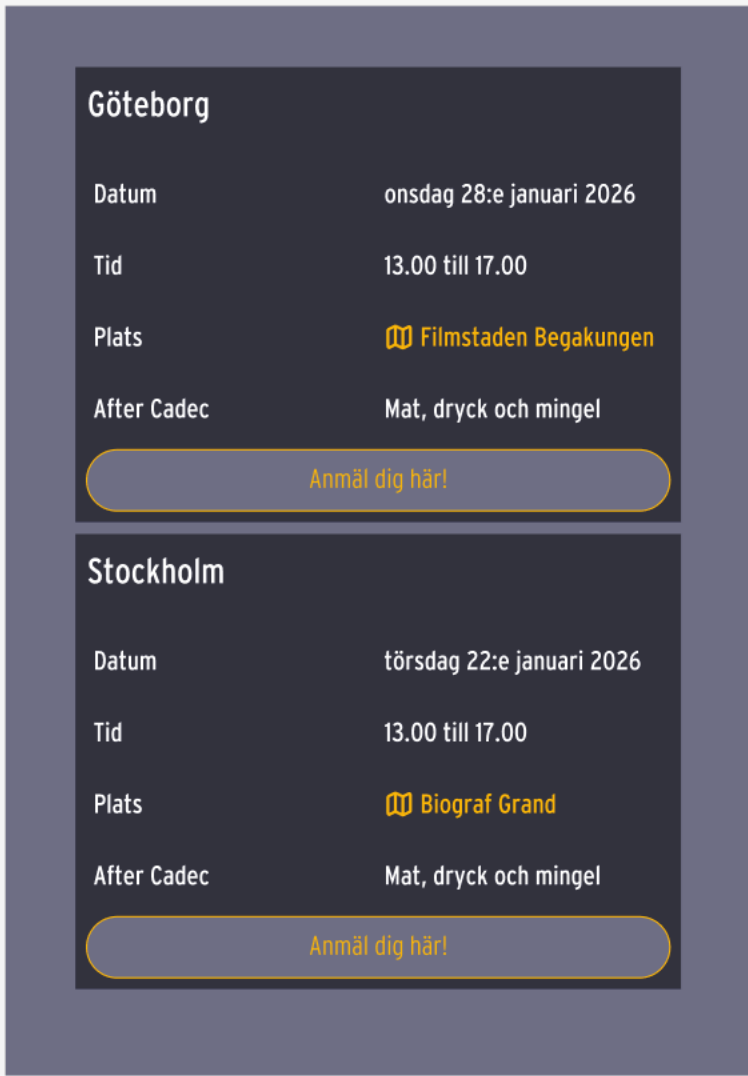 Göteborg
Datum onsdag 28:e januari 2026
Tid 13.00 till 17.00
Plats Filmstaden Begakungen
After Cadec Mat, dryck och mingel
Anmäl dig här!
Stockholm
Datum törsdag 22:e januari 2026
Tid 13.00 till 17.00
Plats Biograf Grand
After Cadec Mat, dryck och mingel
Anmäl dig här!